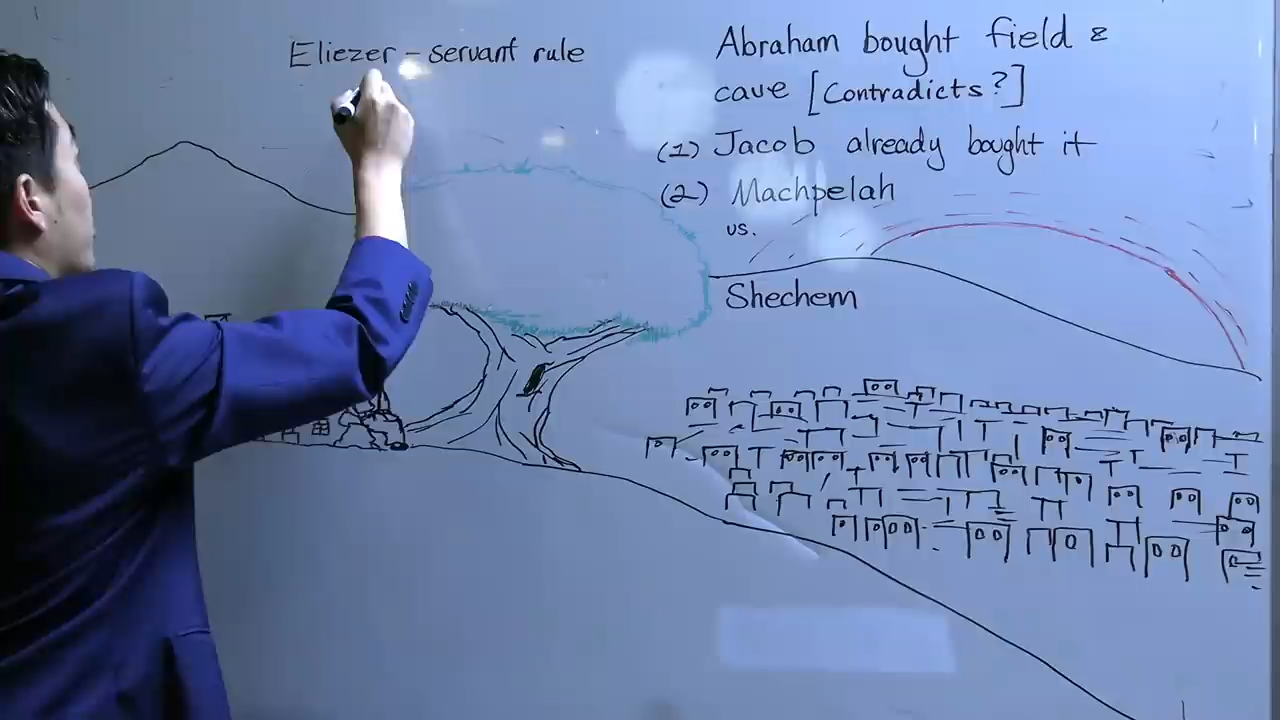 Eliezer – servant rule
Abraham bought field &
cave [Contradicts?]
(1) Jacob already bought it
(2) Machpelah
vs.
Shechem